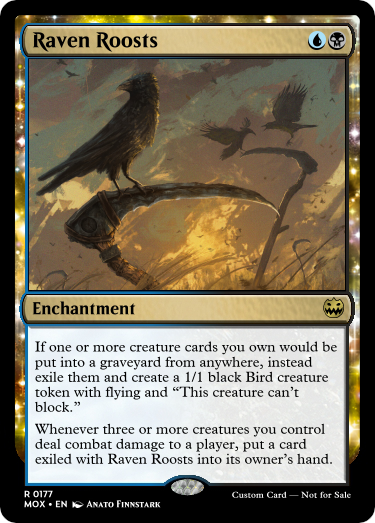 Raven Roosts
Enchantment
If one or more creature cards you own would be
put into a graveyard from anywhere, instead
exile them and create a 1/1 black Bird creature
token with flying and “This creature can’t
block.”
Whenever three or more creatures you control
deal combat damage to a player, put a card
exiled with Raven Roosts into its owner’s hand.
R 0177
MOX • EN Anato Finnstark
Custom Card — Not for Sale